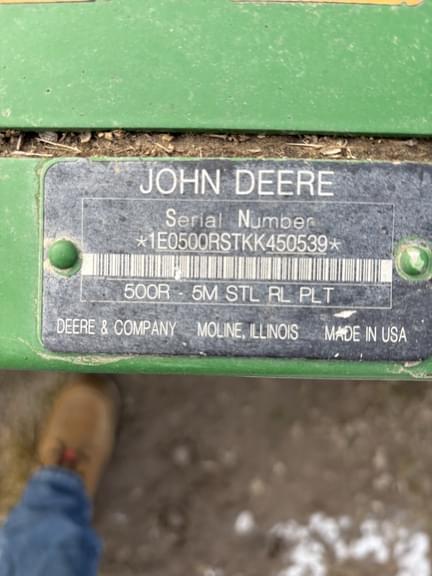 JOHN DEERE
Serial Number
*1E0500RSTKK450539*
500R - 5M STL RL PLT
DEERE & COMPANY MOLINE, ILLINOIS MADE IN USA